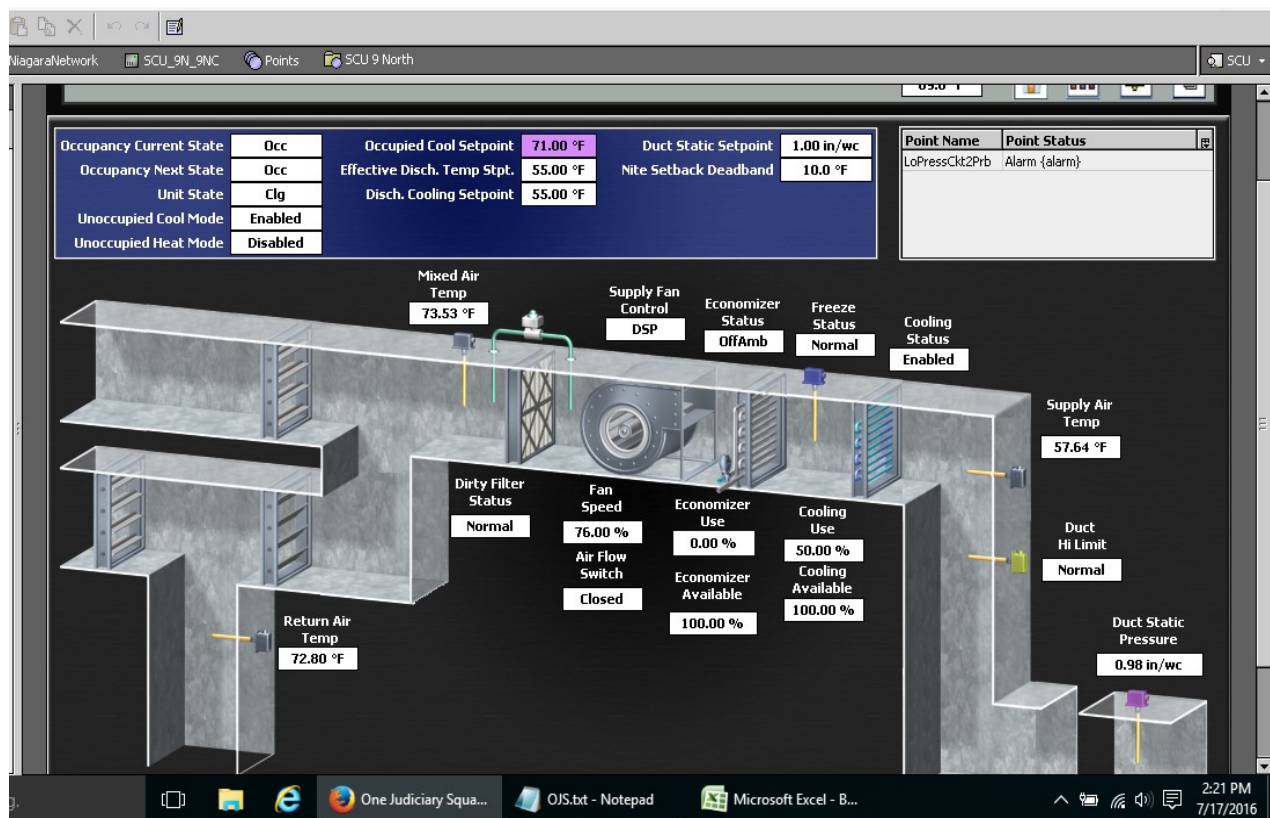 NiagaraNetwork SCU_9N_9NC Points SCU 9 North SCU
Occupancy Current State Occ Occupied Cool Setpoint 71.00 °F Duct Static Setpoint 1.00 in/wc
Occupancy Next State Occ Effective Disch. Temp Stpt. 55.00 °F Nite Setback Deadband 10.0 °F
Unit State Clg Disch. Cooling Setpoint 55.00 °F
Unoccupied Cool Mode Enabled
Unoccupied Heat Mode Disabled
Point Name Point Status
LoPressCkt2Prb Alarm {alarm}
Mixed Air
Temp
73.53 °F
Supply Fan
Control
DSP
Economizer
Status
OffAmb
Freeze
Status
Normal
Cooling
Status
Enabled
Supply Air
Temp
57.64 °F
Dirty Filter
Status
Normal
Fan
Speed
76.00 %
Air Flow
Switch
Closed
Economizer
Use
0.00 %
Economizer
Available
100.00 %
Cooling
Use
50.00 %
Cooling
Available
100.00 %
Duct
Hi Limit
Normal
Return Air
Temp
72.80 °F
Duct Static
Pressure
0.98 in/wc
One Judiciary Squa... OJS.txt - Notepad Microsoft Excel - B...
2:21 PM
7/17/2016